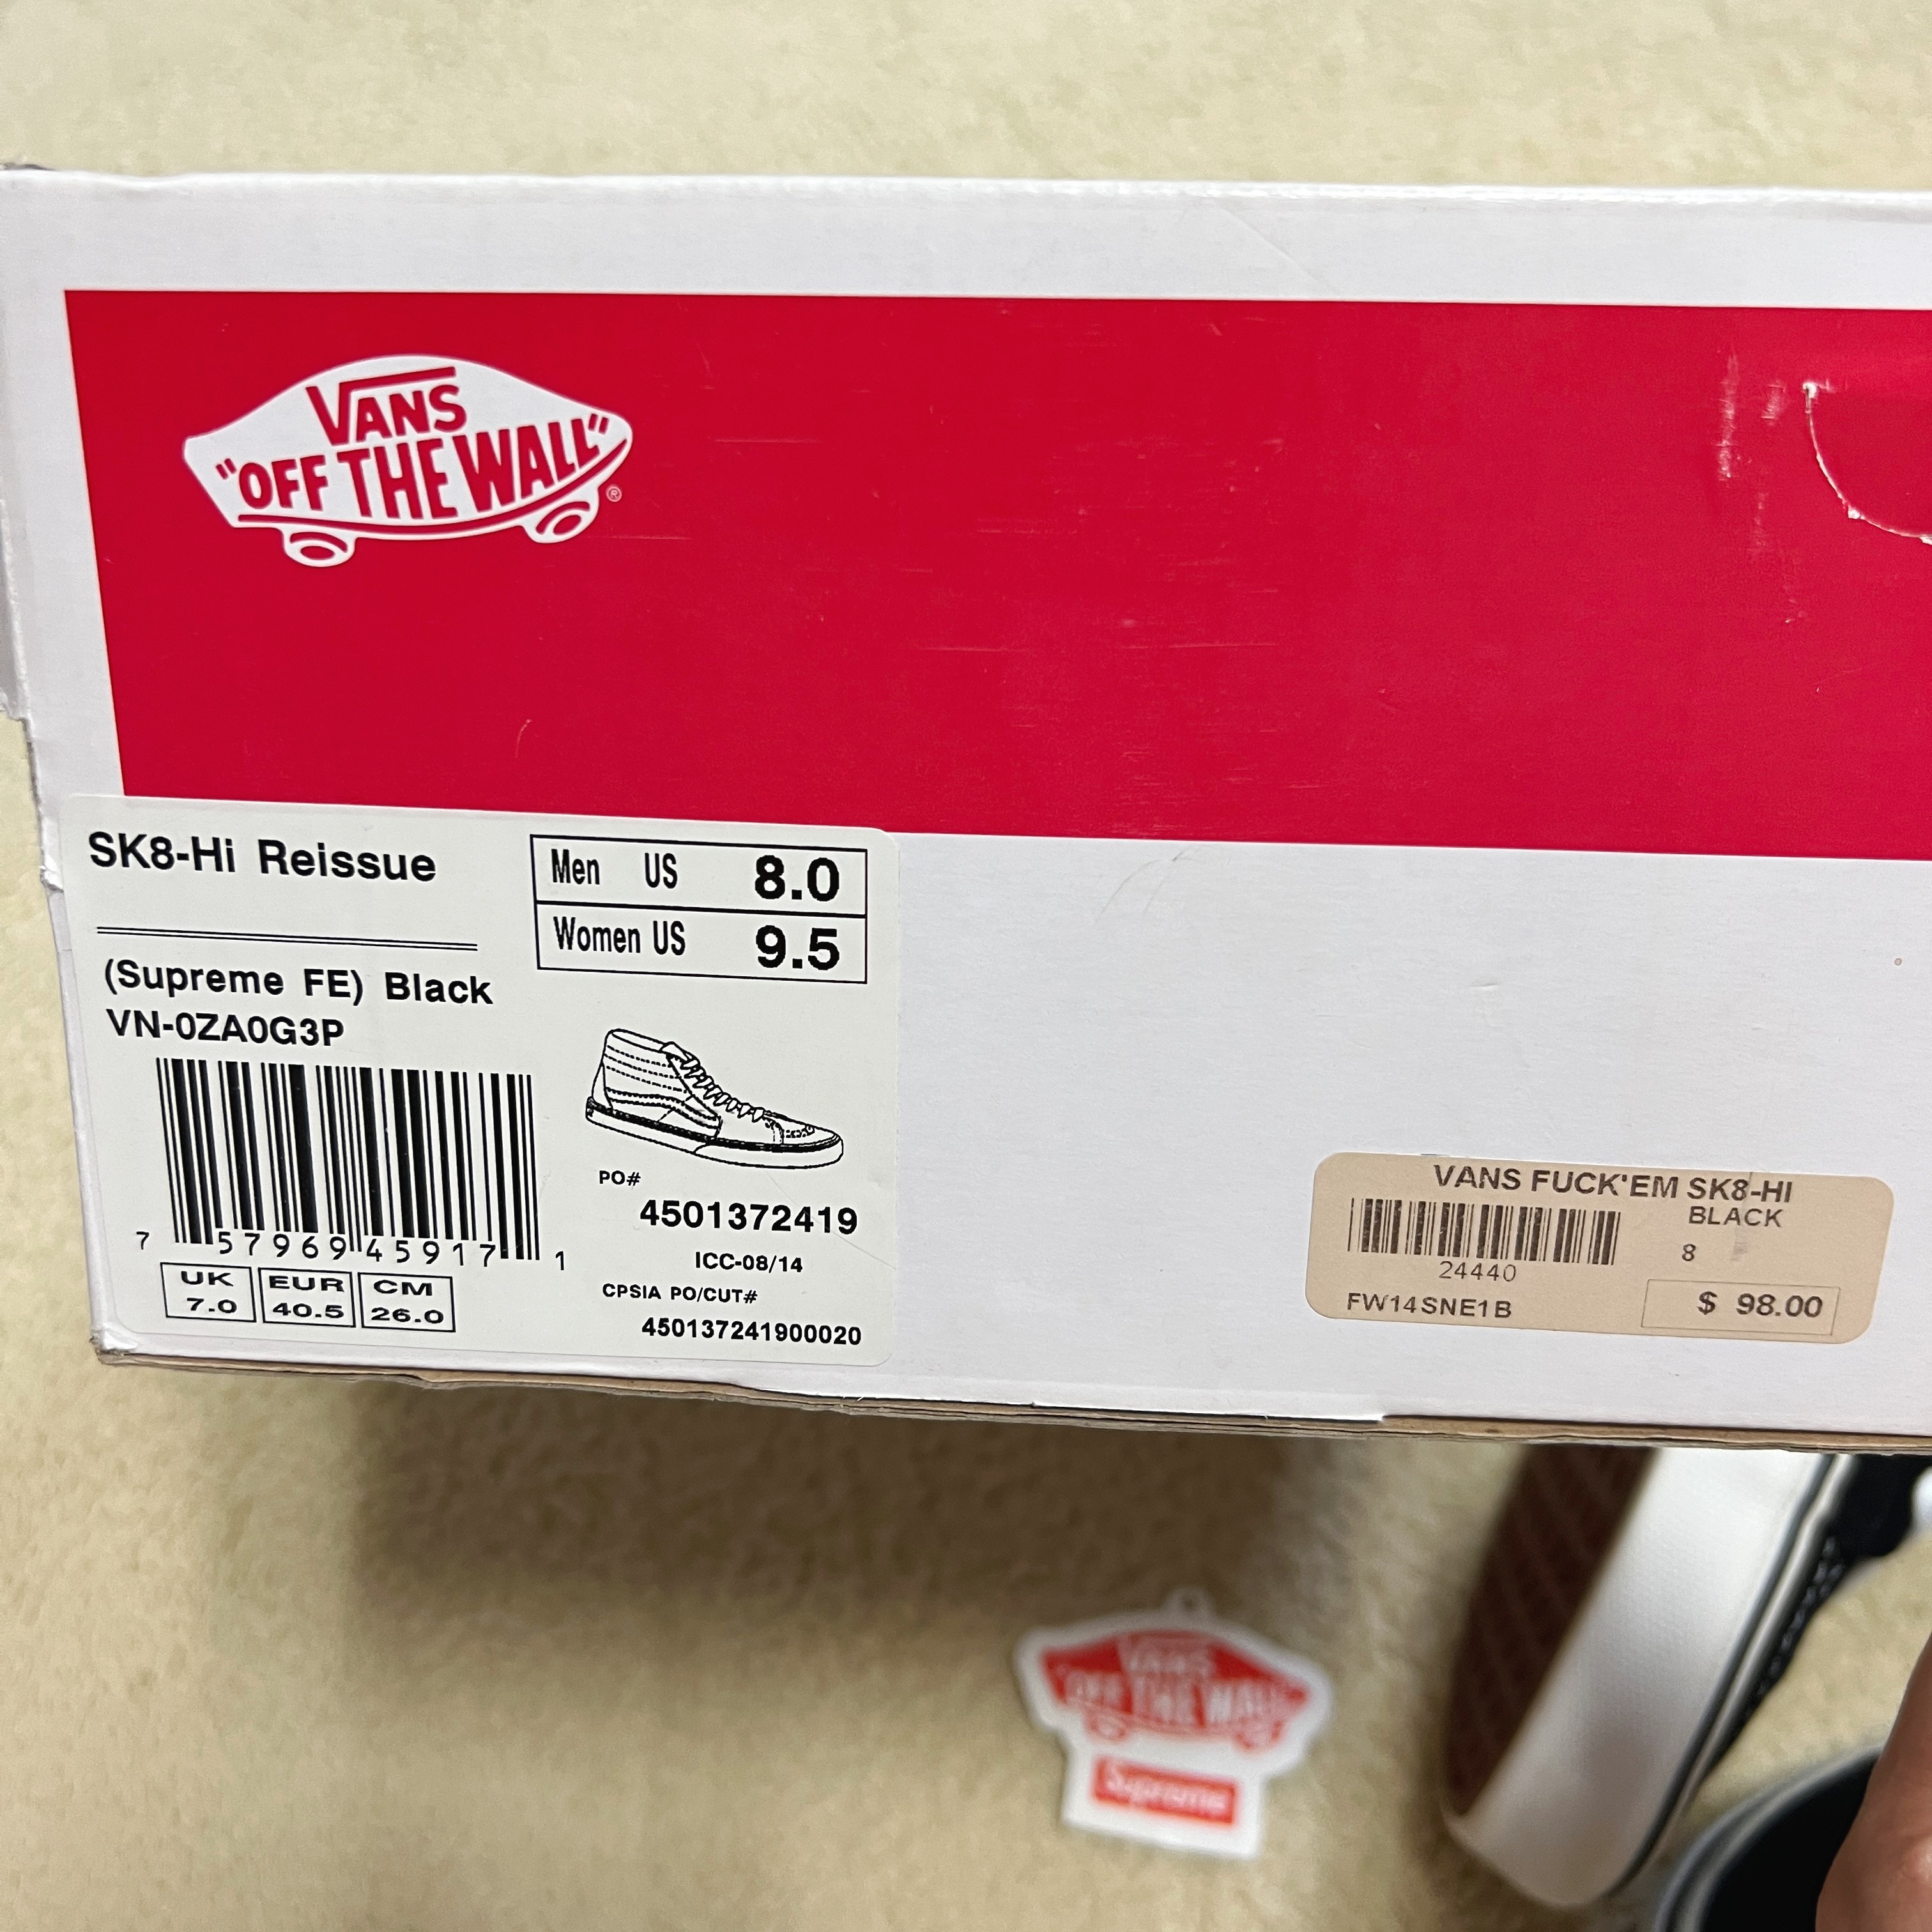 VANS
"OFF THE WALL"
®
SK8-Hi Reissue
Men US 8.0
Women US 9.5
(Supreme FE) Black
VN-0ZA0G3P
7 57969 45917 1
UK EUR CM
7.0 40.5 26.0
PO#
4501372419
ICC-08/14
CPSIA PO/CUT#
450137241900020
VANS FUCK'EM SK8-HI
BLACK
8
24440
FW14SNE1B
$ 98.00
VANS
"OFF THE WALL"
Supreme